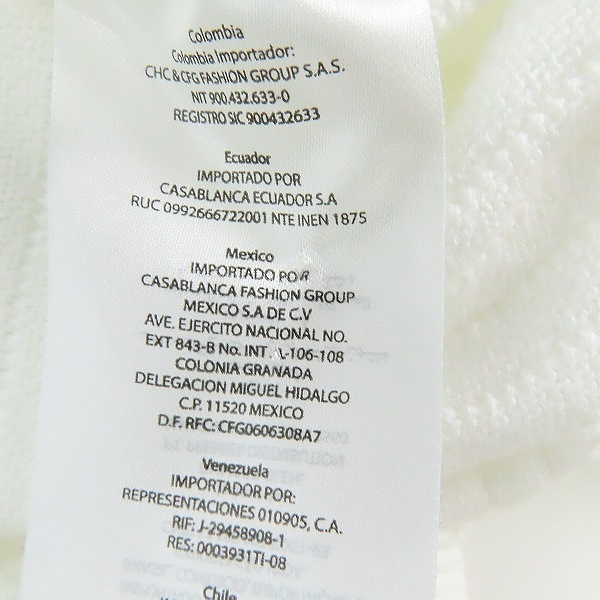 Colombia
Colombia Importador:
CHC & CFG FASHION GROUP S.A.S.
NIT 900.432.633-0
REGISTRO SIC 900432633
Ecuador
IMPORTADO POR
CASABLANCA ECUADOR S.A
RUC 0992666722001 NTE INEN 1875
Mexico
IMPORTADO POR
CASABLANCA FASHION GROUP
MEXICO S.A DE C.V
AVE. EJERCITO NACIONAL NO.
EXT 843-B No. INT. -106-108
COLONIA GRANADA
DELEGACION MIGUEL HIDALGO
C.P. 11520 MEXICO
D.F. RFC: CFG0606308A7
Venezuela
IMPORTADOR POR:
REPRESENTACIONES 010905, C.A.
RIF: J-29458908-1
RES: 0003931TI-08
Chile